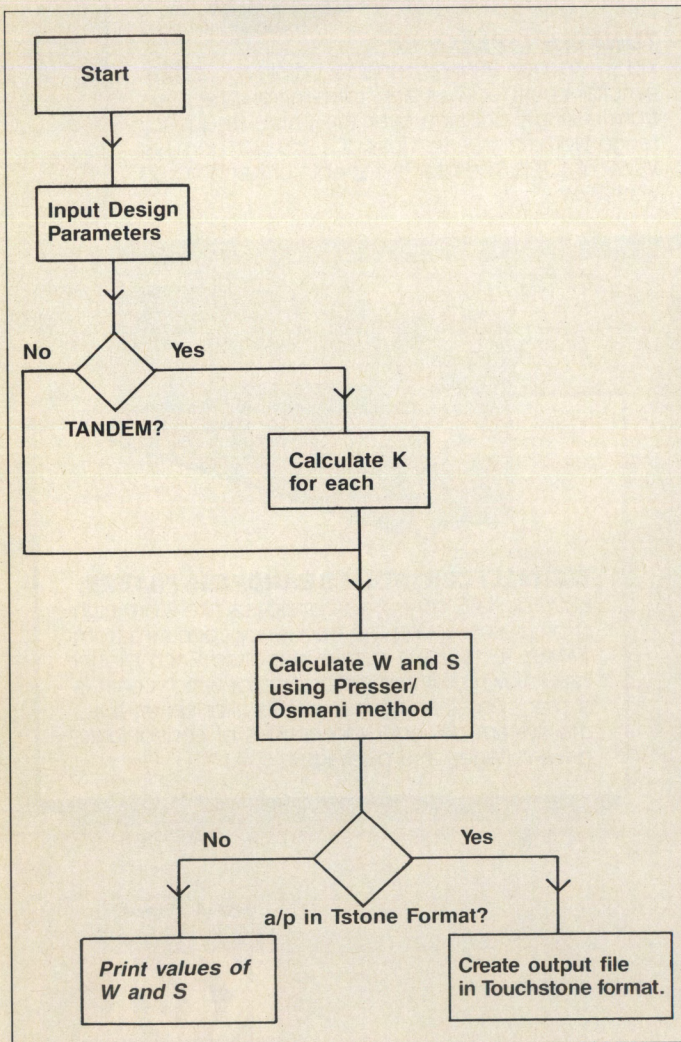 Start
Input Design
Parameters
No
Yes
TANDEM?
Calculate K
for each
Calculate W and S
using Presser/
Osmani method
No
Yes
a/p in Tstone Format?
Print values of
W and S
Create output file
in Touchstone format.